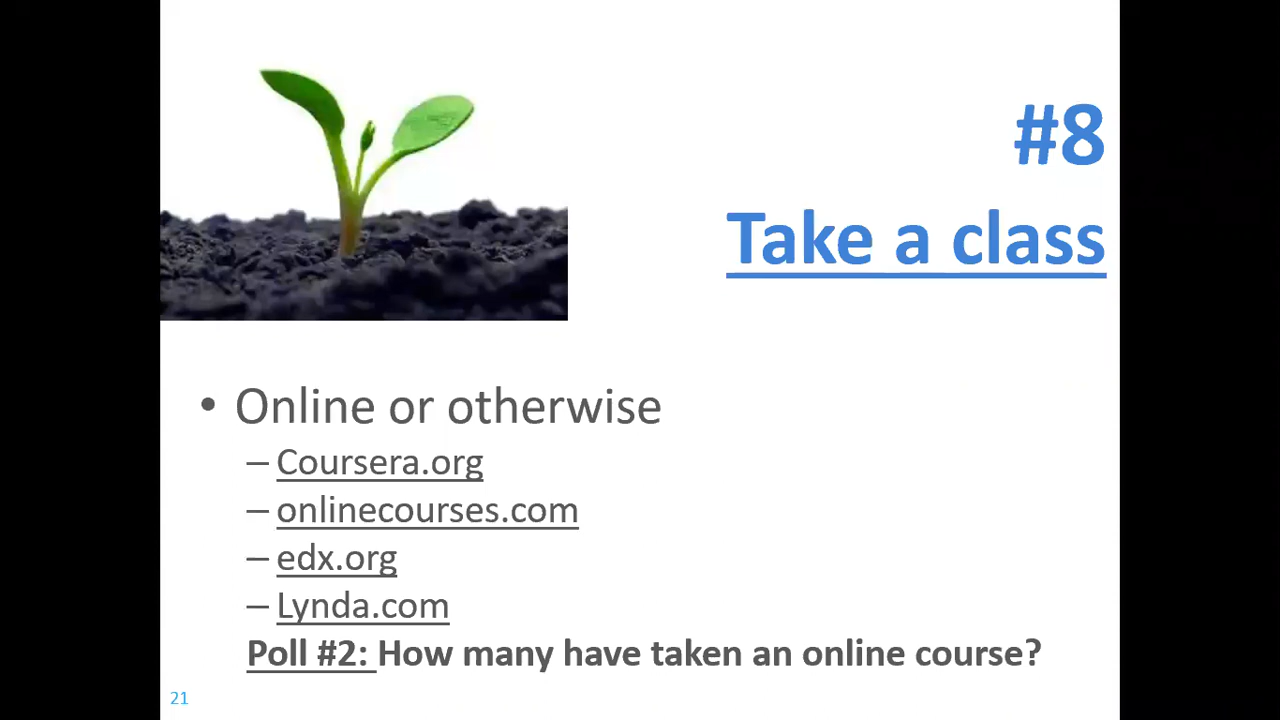 #8
Take a class
• Online or otherwise
– Coursera.org
– onlinecourses.com
– edx.org
– Lynda.com
Poll #2: How many have taken an online course?
21